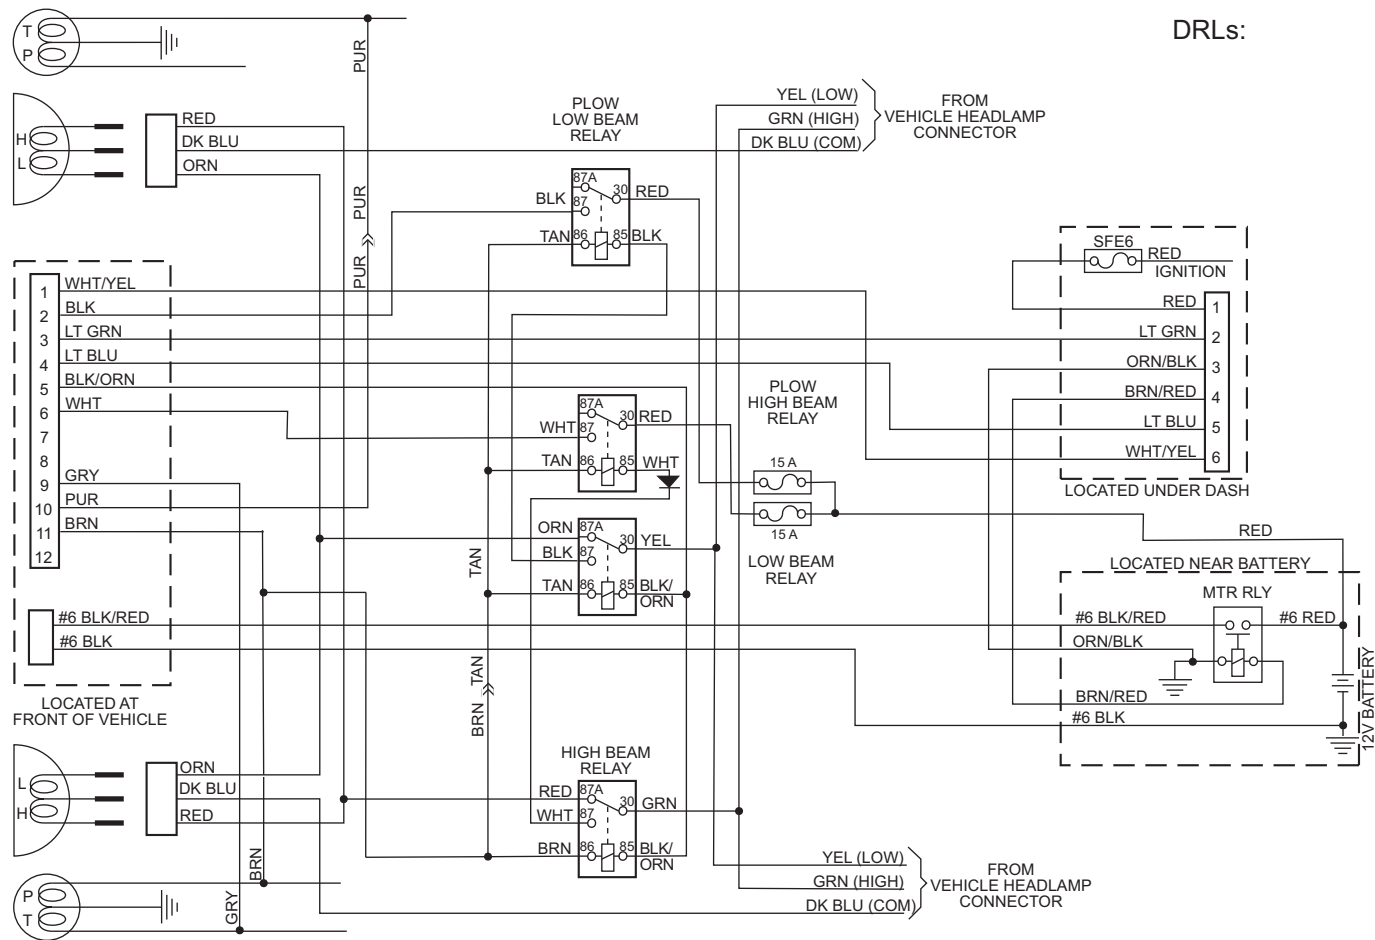 DRLs:
T
P
PUR
H
L
RED
DK BLU
ORN
PLOW
LOW BEAM
RELAY
YEL (LOW)
GRN (HIGH)
DK BLU (COM)
FROM
VEHICLE HEADLAMP
CONNECTOR
PUR
PUR
BLK
87A
87
30
RED
TAN
86
85
BLK
1
WHT/YEL
2
BLK
3
LT GRN
4
LT BLU
5
BLK/ORN
6
WHT
7
8
9
GRY
10
PUR
11
BRN
12
SFE6
RED
IGNITION
RED
1
LT GRN
2
ORN/BLK
3
BRN/RED
4
LT BLU
5
WHT/YEL
6
LOCATED UNDER DASH
PLOW
HIGH BEAM
RELAY
87A
WHT
87
30
RED
TAN
86
85
WHT
15 A
15 A
LOW BEAM
RELAY
ORN
87A
30
YEL
BLK
87
TAN
86
85
BLK/
ORN
TAN
RED
LOCATED NEAR BATTERY
MTR RLY
#6 BLK/RED
#6 RED
ORN/BLK
BRN/RED
#6 BLK
12V BATTERY
#6 BLK/RED
#6 BLK
LOCATED AT
FRONT OF VEHICLE
TAN
BRN
HIGH BEAM
RELAY
RED
87A
30
GRN
WHT
87
BRN
86
85
BLK/
ORN
L
H
ORN
DK BLU
RED
BRN
GRY
P
T
YEL (LOW)
GRN (HIGH)
DK BLU (COM)
FROM
VEHICLE HEADLAMP
CONNECTOR